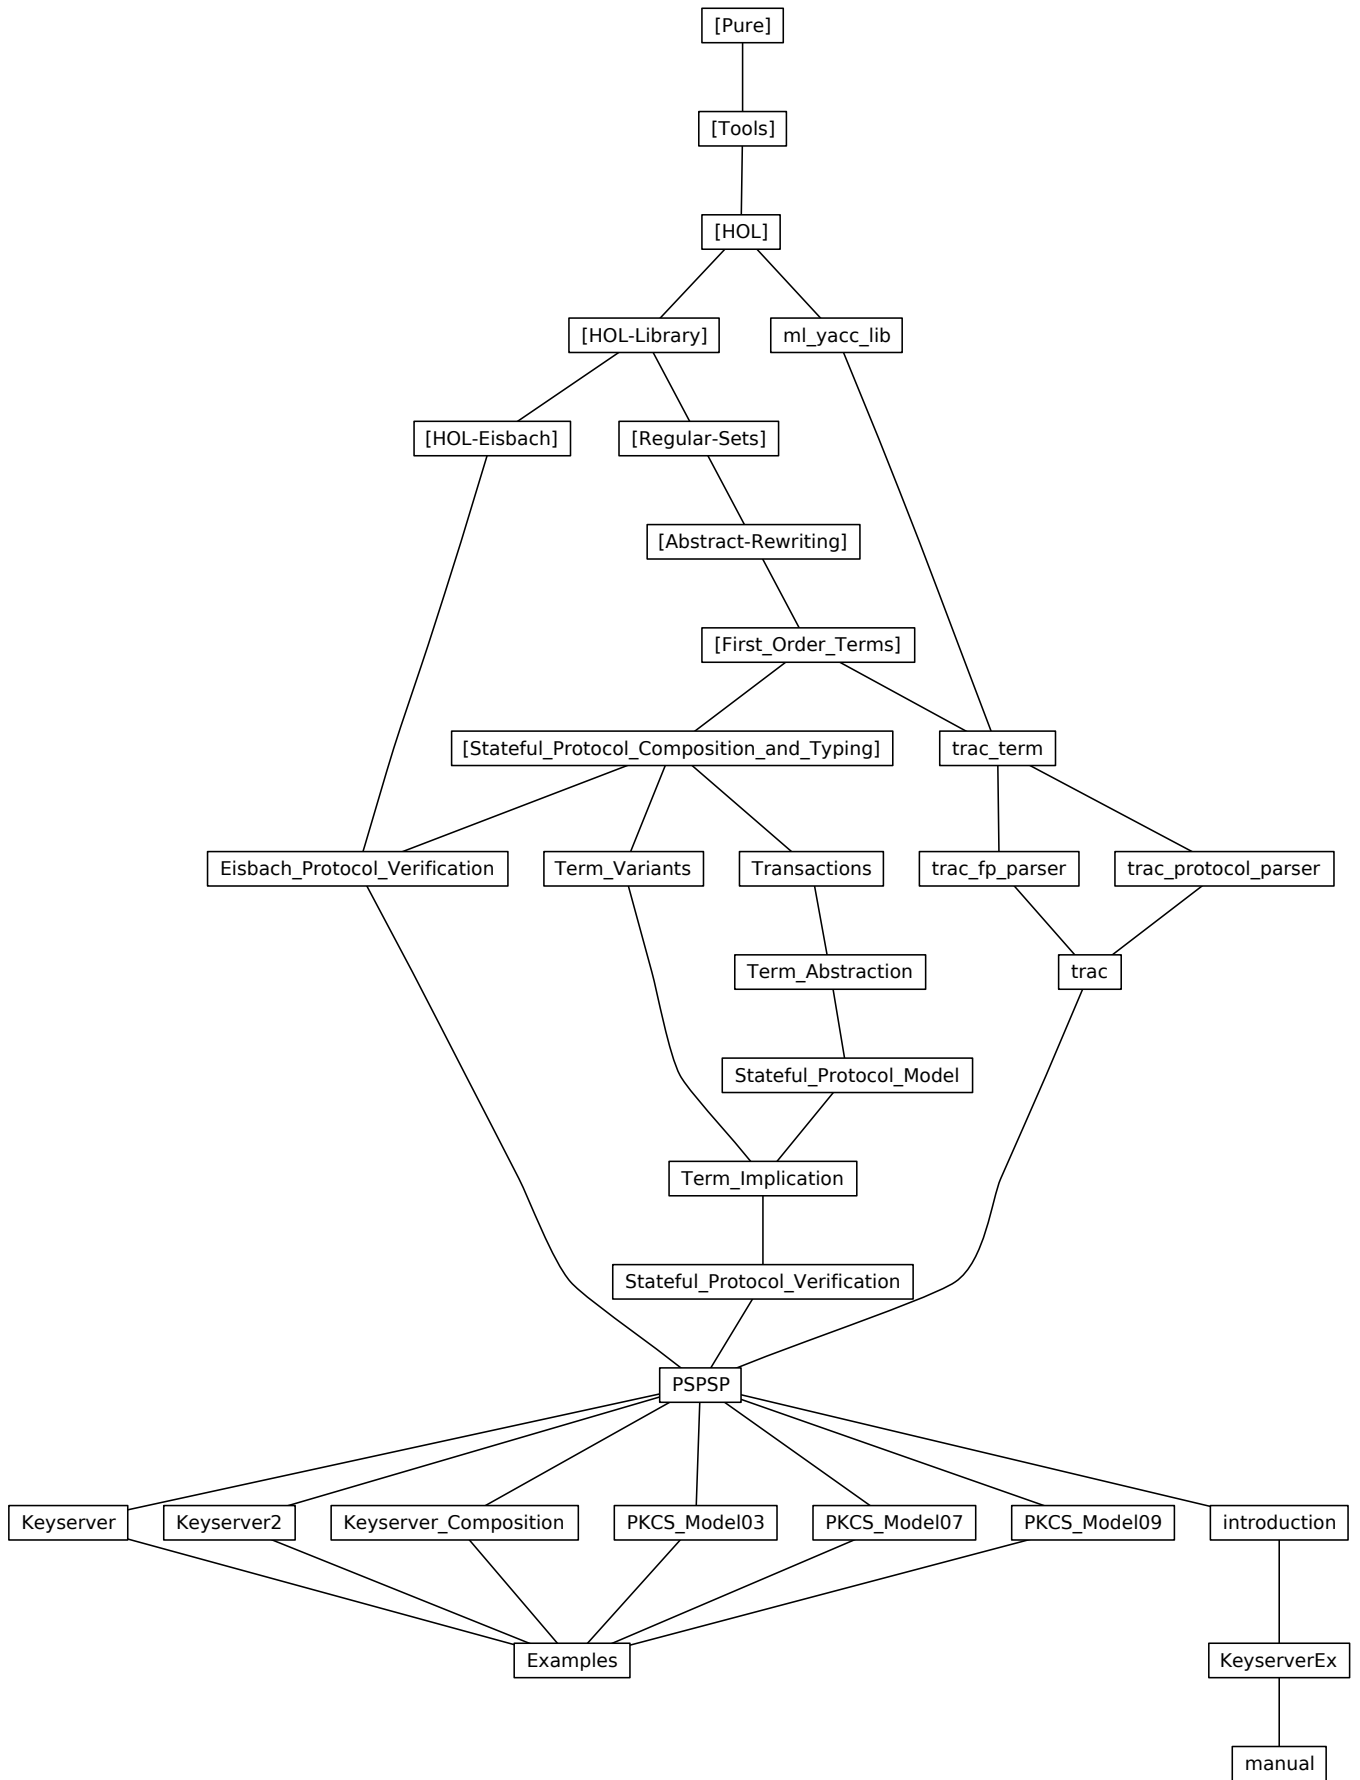 [Pure]
[Tools]
[HOL]
[HOL-Library]
ml_yacc_lib
[HOL-Eisbach]
[Regular-Sets]
[Abstract-Rewriting]
[First_Order_Terms]
[Stateful_Protocol_Composition_and_Typing]
trac_term
Eisbach_Protocol_Verification
Term_Variants
Transactions
trac_fp_parser
trac_protocol_parser
Term_Abstraction
trac
Stateful_Protocol_Model
Term_Implication
Stateful_Protocol_Verification
PSPSP
Keyserver
Keyserver2
Keyserver_Composition
PKCS_Model03
PKCS_Model07
PKCS_Model09
introduction
Examples
KeyserverEx
manual